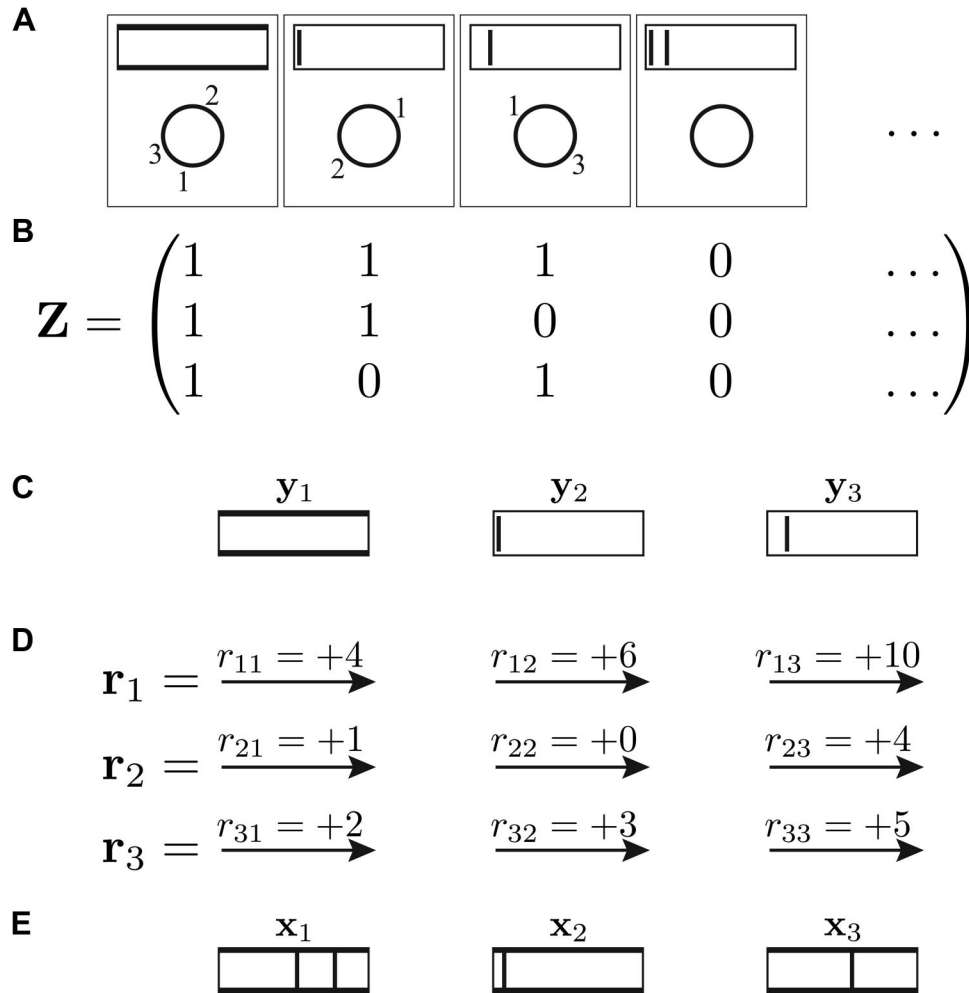 A
2
3
1
1
2
1
3
. . .
B
Z = ( 1 1 1 0 . . . )
1 1 0 0 . . .
1 0 1 0 . . .
C
y₁ y₂ y₃
D
r₁ = r₁₁ = +4 r₁₂ = +6 r₁₃ = +10
r₂ = r₂₁ = +1 r₂₂ = +0 r₂₃ = +4
r₃ = r₃₁ = +2 r₃₂ = +3 r₃₃ = +5
E
x₁ x₂ x₃